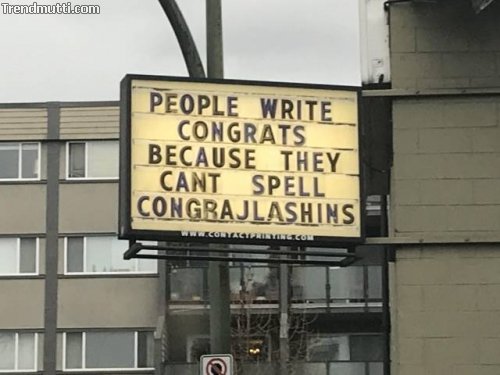 Trendmutti.com
PEOPLE WRITE
CONGRATS
BECAUSE THEY
CANT SPELL
CONGRAJLASHINS
WWW.CONTACTPRINTING.COM